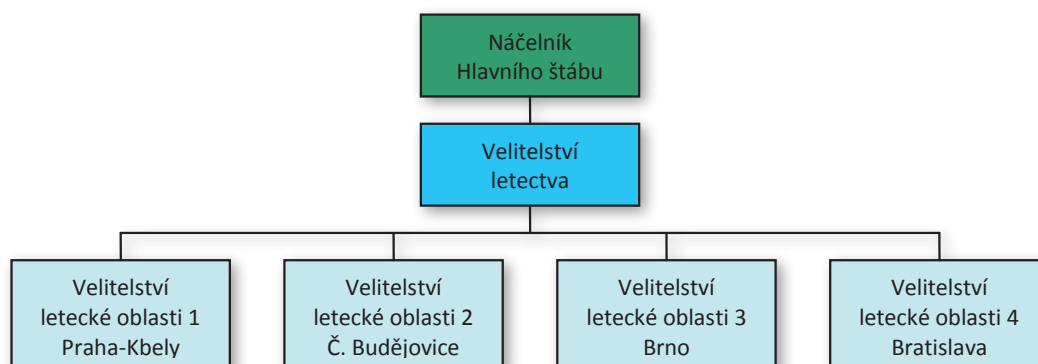 Náčelník
Hlavního štábu
Velitelství
letectva
Velitelství
letecké oblasti 1
Praha-Kbely
Velitelství
letecké oblasti 2
Č. Budějovice
Velitelství
letecké oblasti 3
Brno
Velitelství
letecké oblasti 4
Bratislava